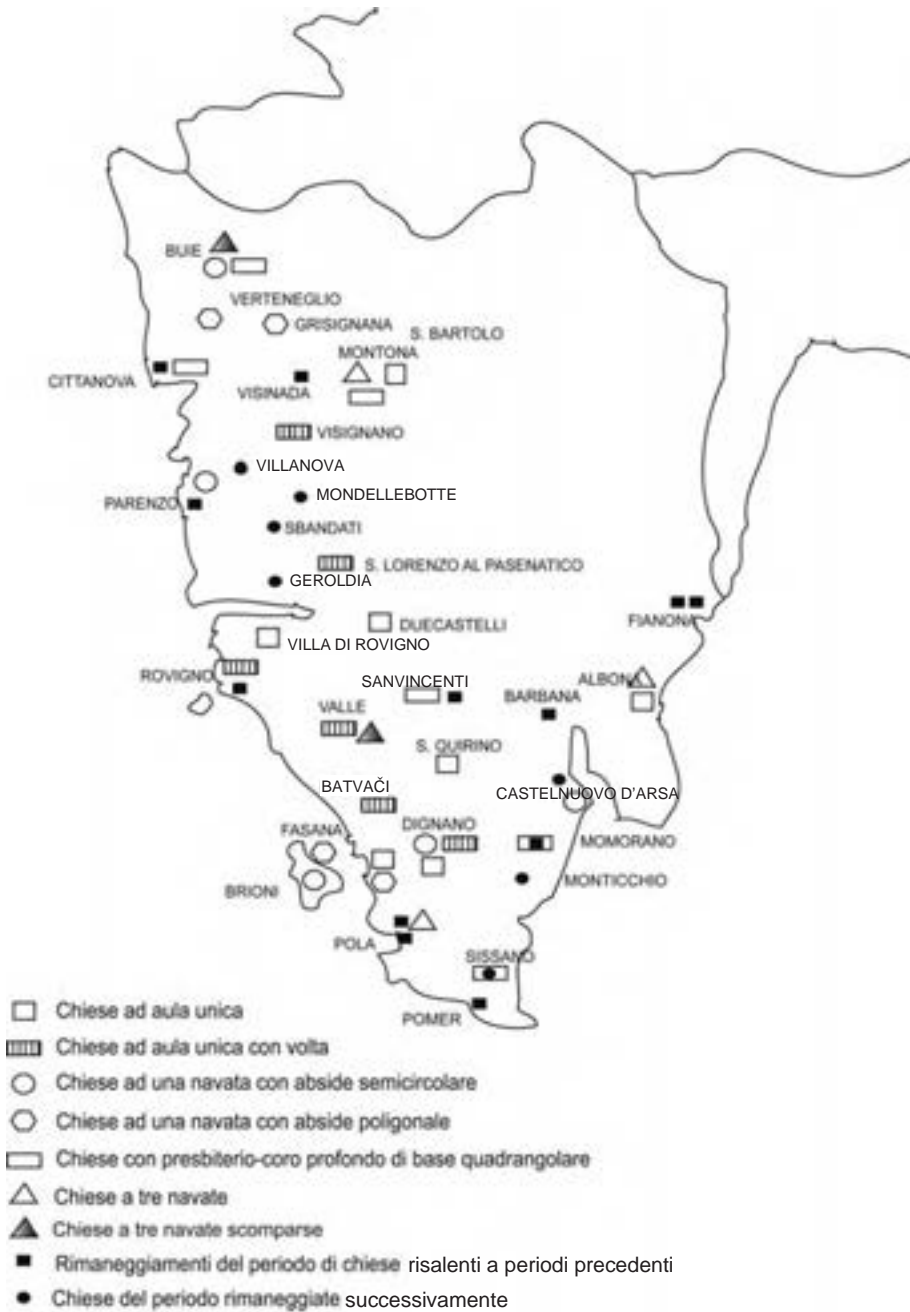 BUIE
VERTENEGLIO
GRISIGNANA
S. BARTOLO
MONTONA
CITTANOVA
VISINADA
VISIGNANO
VILLANOVA
MONDELLEBOTTE
PARENZO
SBANDATI
S. LORENZO AL PASENATICO
GEROLDIA
FIANONA
DUECASTELLI
VILLA DI ROVIGNO
ROVIGNO
SANVINCENTI
ALBONA
BARBANA
VALLE
S. QUIRINO
BATVAČI
CASTELNUOVO D'ARSA
FASANA
DIGNANO
MOMORANO
BRIONI
MONTICCHIO
POLA
SISSANO
POMER
Chiese ad aula unica
Chiese ad aula unica con volta
Chiese ad una navata con abside semicircolare
Chiese ad una navata con abside poligonale
Chiese con presbiterio-coro profondo di base quadrangolare
Chiese a tre navate
Chiese a tre navate scomparse
Rimaneggiamenti del periodo di chiese risalenti a periodi precedenti
Chiese del periodo rimaneggiate successivamente